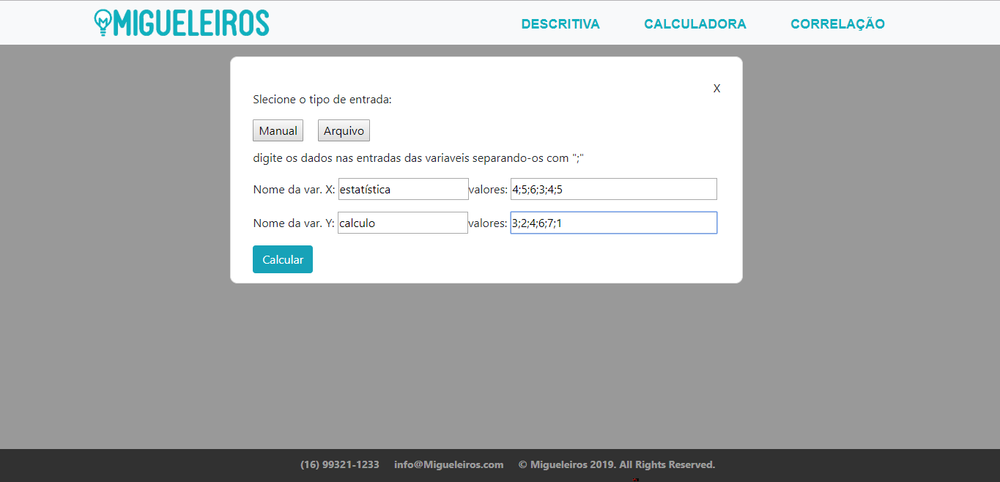 MIGUELEIROS DESCRITIVA CALCULADORA CORRELAÇÃO
X
Slecione o tipo de entrada:
Manual Arquivo
digite os dados nas entradas das variaveis separando-os com ";"
Nome da var. X: estatística valores: 4;5;6;3;4;5
Nome da var. Y: calculo valores: 3;2;4;6;7;1
Calcular
(16) 99321-1233 info@Migueleiros.com © Migueleiros 2019. All Rights Reserved.